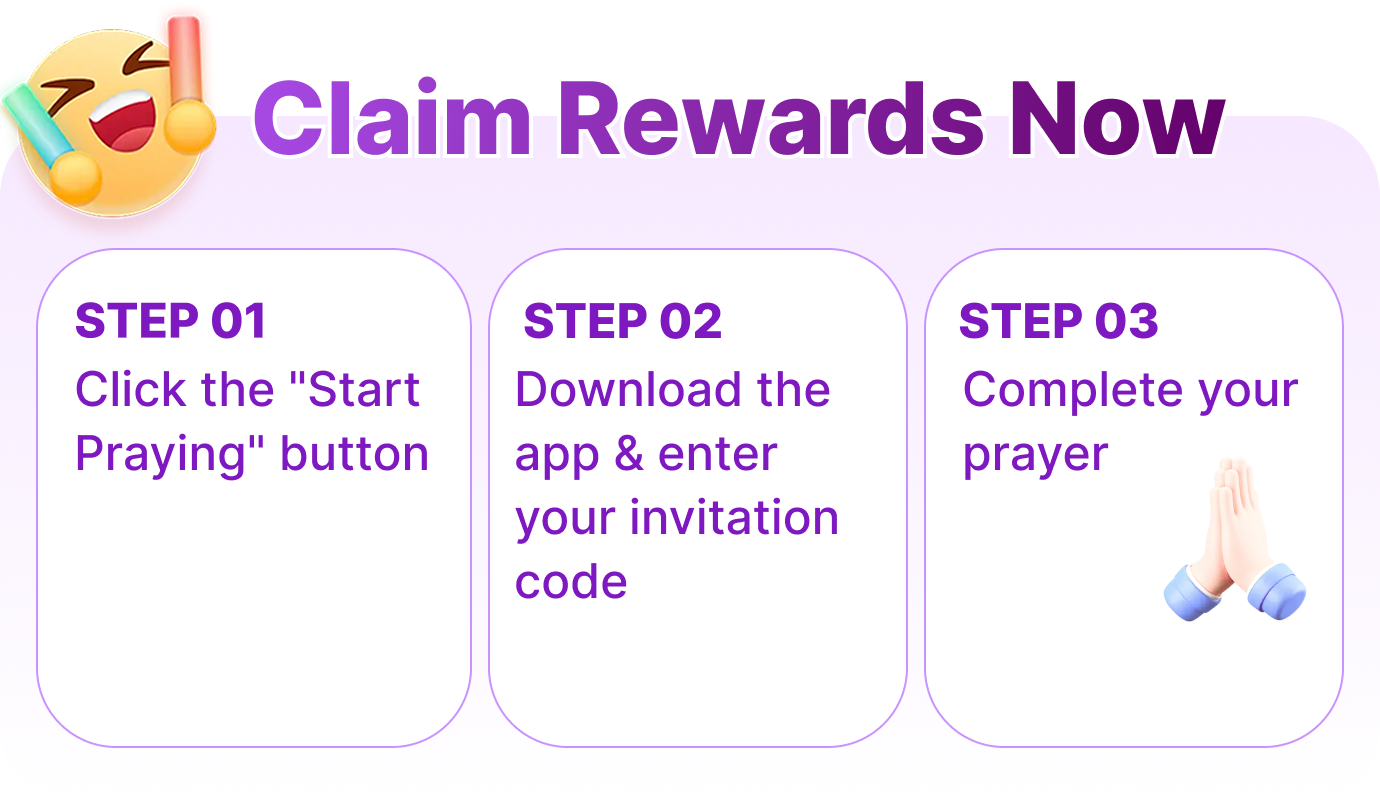 Claim Rewards Now
STEP 01
Click the "Start
Praying" button
STEP 02
Download the
app & enter
your invitation
code
STEP 03
Complete your
prayer